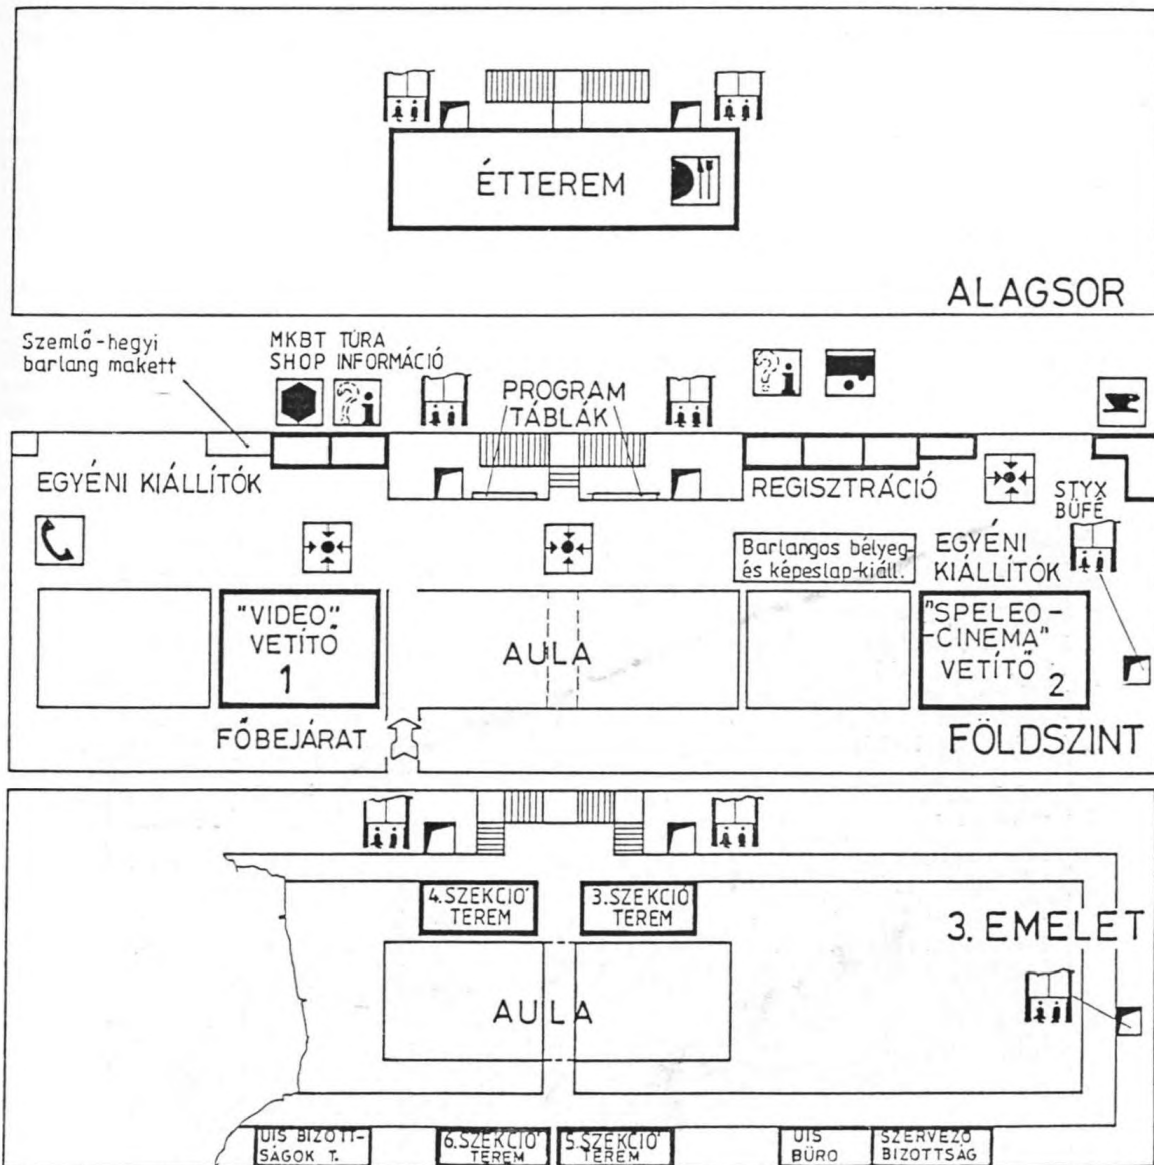 ÉTTEREM
ALAGSOR
Szemlő-hegyi
barlang makett
MKBT TÚRA
SHOP INFORMÁCIÓ
PROGRAM
TÁBLÁK
EGYÉNI KIÁLLÍTÓK
REGISZTRÁCIÓ
STYX
BÜFÉ
Barlangos bélyeg-
és képeslap-kiáll.
EGYÉNI
KIÁLLÍTÓK
"VIDEO"
VETÍTŐ
1
AULA
"SPELEO-
-CINEMA"
VETÍTŐ 2
FŐBEJÁRAT
FÖLDSZINT
4.SZEKCIÓ
TEREM
3.SZEKCIÓ
TEREM
3. EMELET
AULA
UIS BIZOTT-
SÁGOK T.
6.SZEKCIÓ
TEREM
5.SZEKCIÓ
TEREM
UIS
BÜRO
SZERVEZŐ
BIZOTTSÁG